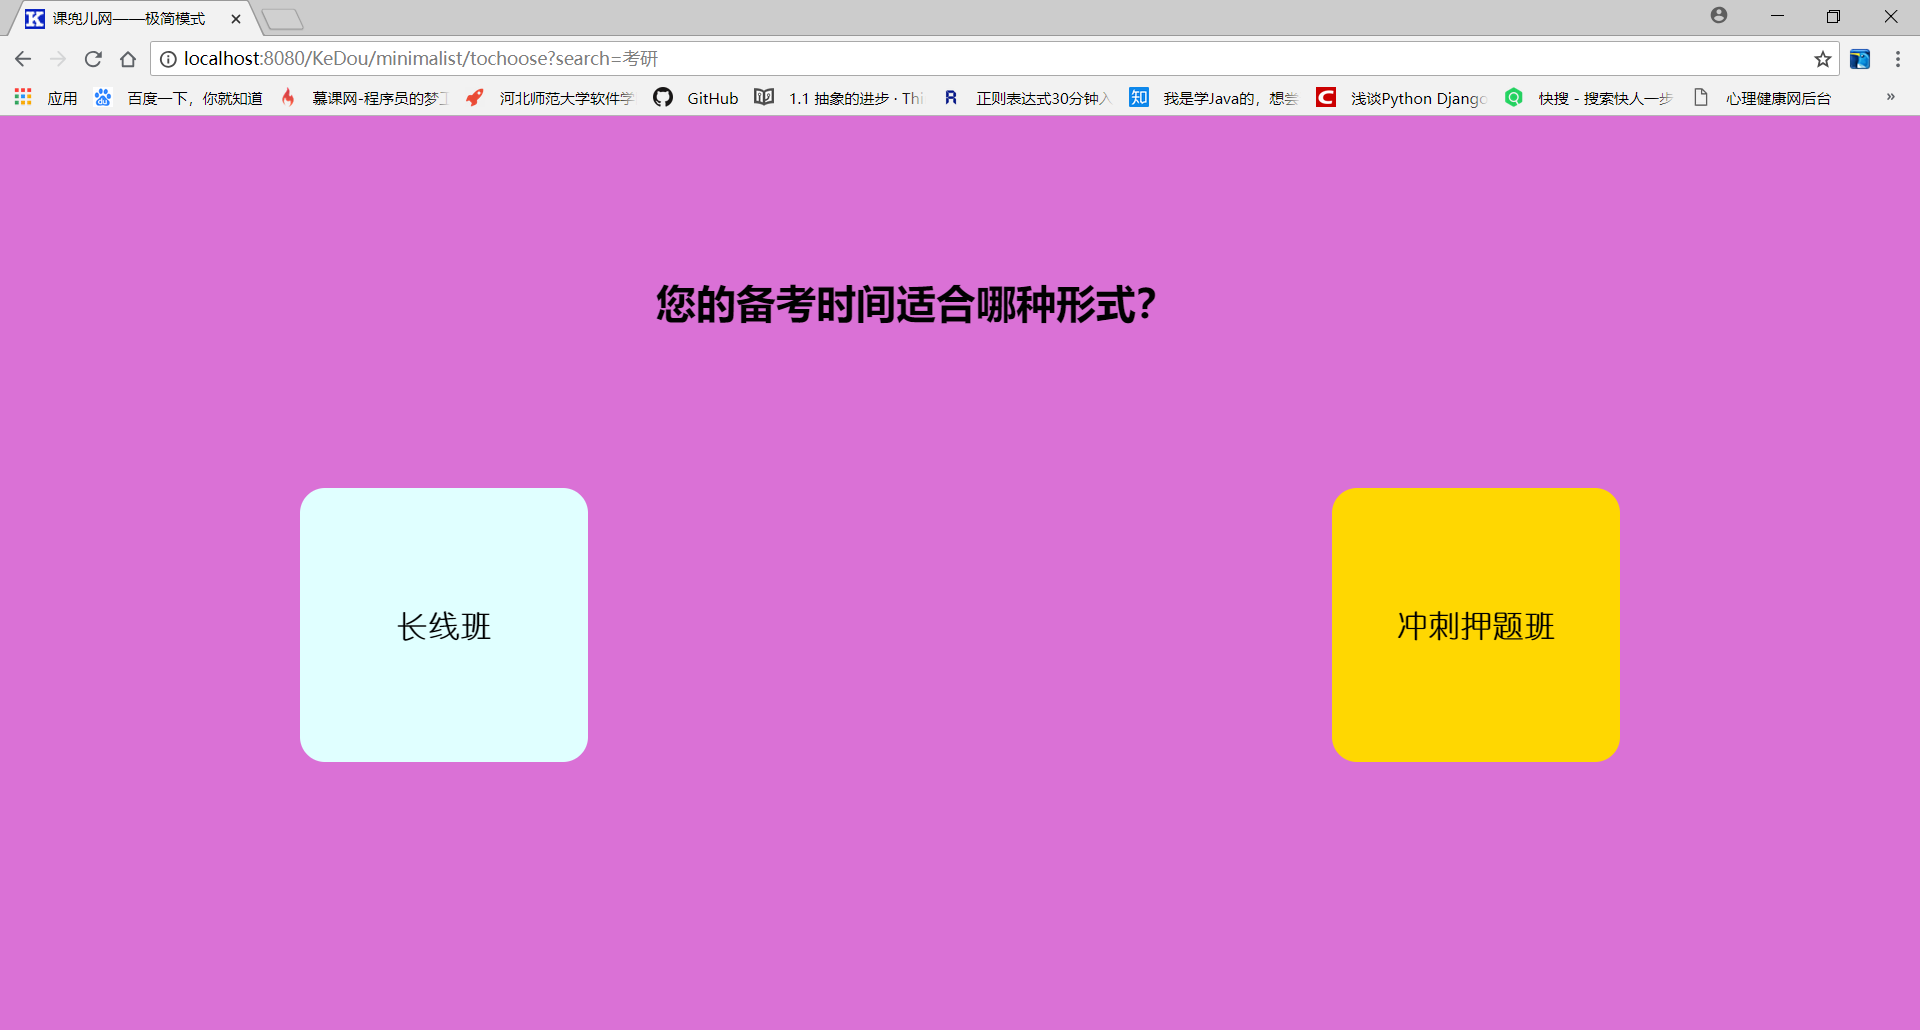 课兜儿网——极简模式
localhost:8080/KeDou/minimalist/tochoose?search=考研
应用 百度一下，你就知道 慕课网-程序员的梦工 河北师范大学软件学 GitHub 1.1 抽象的进步 · Thi 正则表达式30分钟入 知 我是学Java的，想尝 C 浅谈Python Django 快搜 - 搜索快人一步 心理健康网后台 »
您的备考时间适合哪种形式？
长线班 冲刺押题班